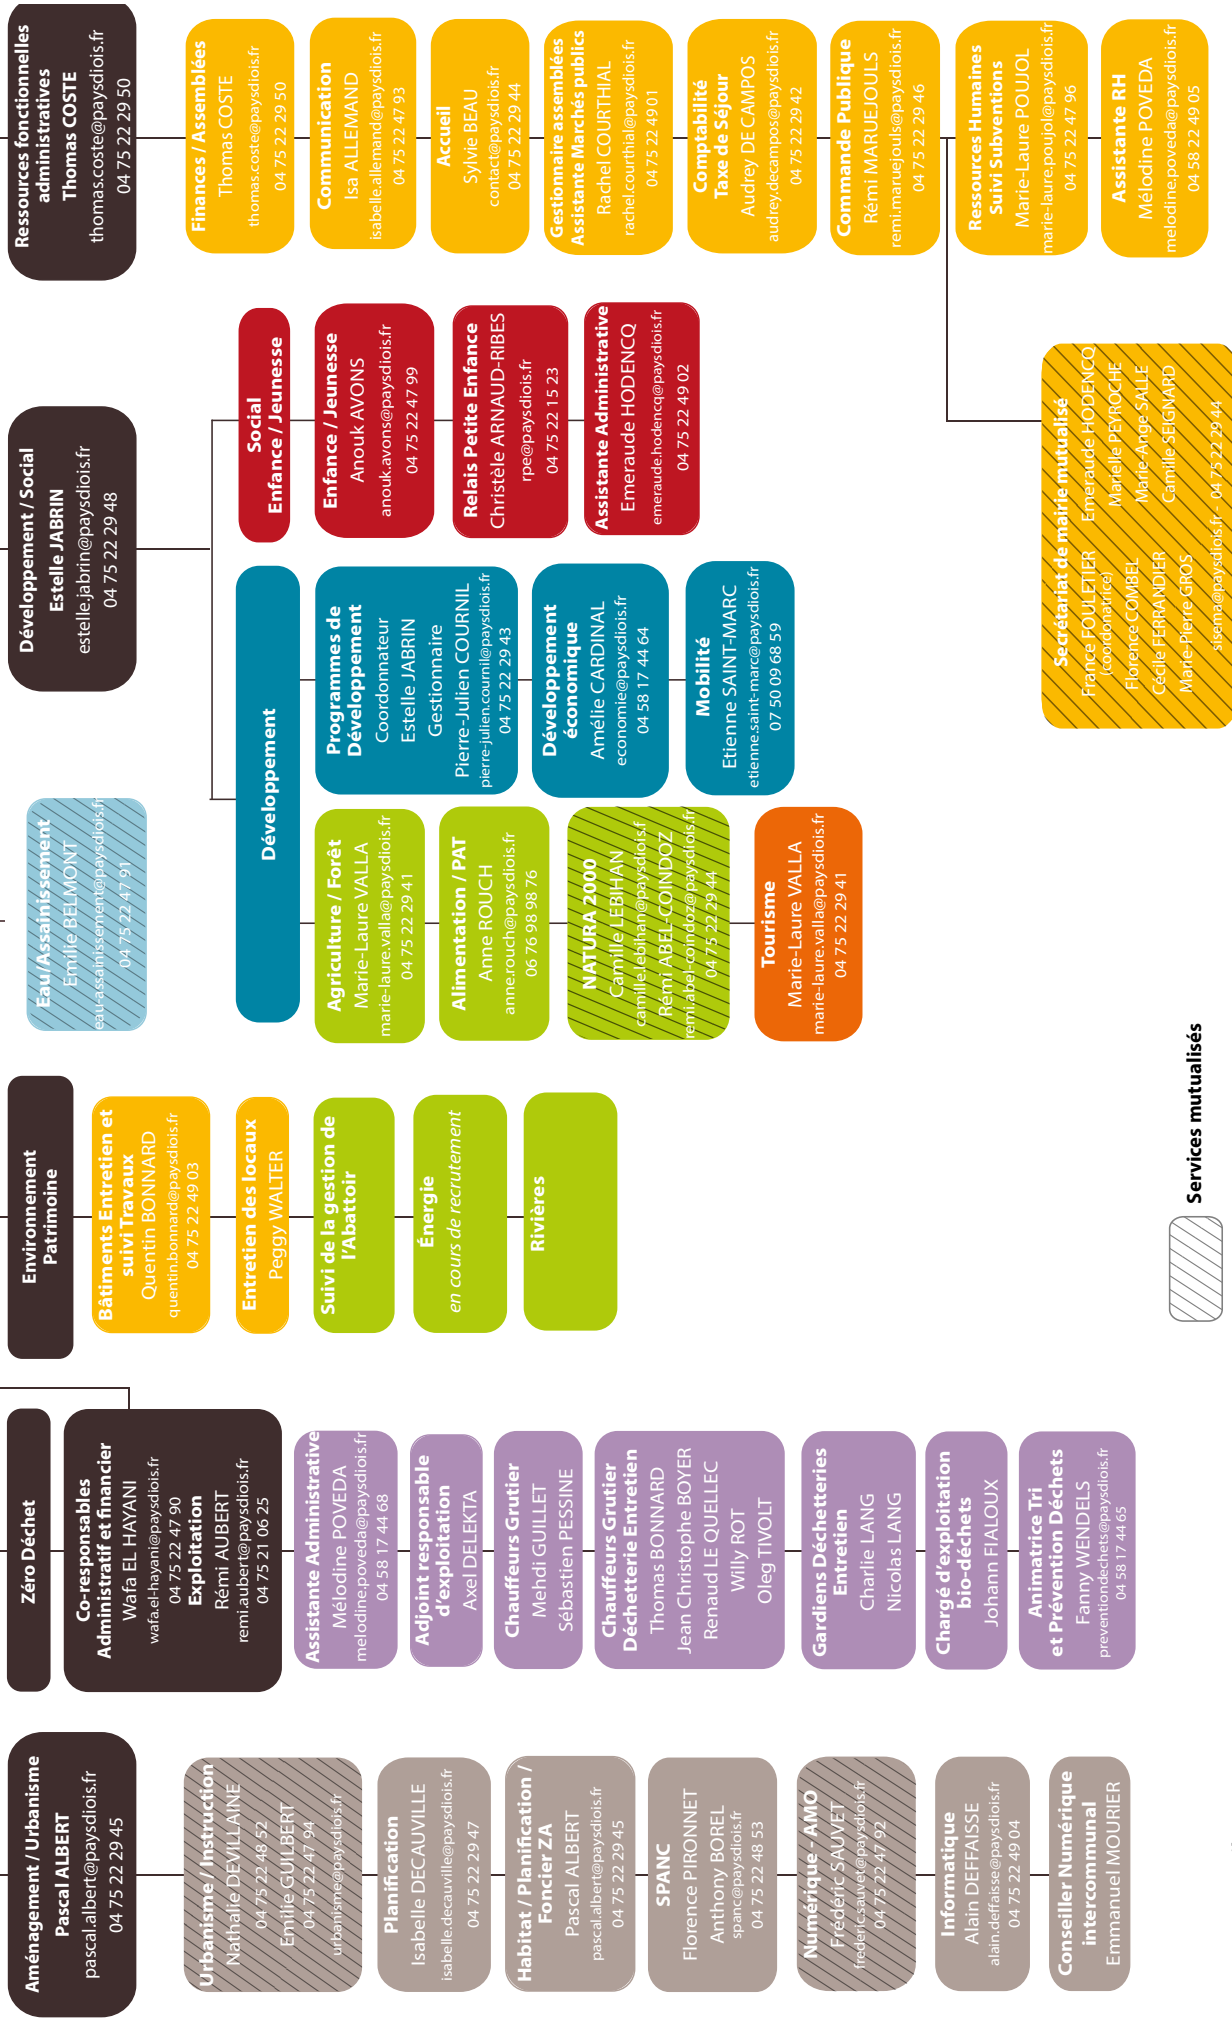 Aménagement / Urbanisme
Pascal ALBERT
pascal.albert@paysdiois.fr
04 75 22 29 45
Urbanisme / Instruction
Nathalie DEVILLAINE
04 75 22 48 52
Emilie GUILBERT
04 75 22 47 94
urbanisme@paysdiois.fr
Planification
Isabelle DECAUVILLE
isabelle.decauville@paysdiois.fr
04 75 22 29 47
Habitat / Planification /
Foncier ZA
Pascal ALBERT
pascal.albert@paysdiois.fr
04 75 22 29 45
SPANC
Florence PIRONNET
Anthony BOREL
spanc@paysdiois.fr
04 75 22 48 53
Numérique - AMO
Frédéric SAUVET
frederic.sauvet@paysdiois.fr
04 75 22 47 92
Informatique
Alain DEFFAISSE
alain.deffaisse@paysdiois.fr
04 75 22 49 04
Conseiller Numérique
intercommunal
Emmanuel MOURIER
Zéro Déchet
Co-responsables
Administratif et financier
Wafa EL HAYANI
wafa.el-hayani@paysdiois.fr
04 75 22 47 90
Exploitation
Rémi AUBERT
remi.aubert@paysdiois.fr
04 75 21 06 25
Assistante Administrative
Mélodine POVEDA
melodine.poveda@paysdiois.fr
04 58 17 44 68
Adjoint responsable
d'exploitation
Axel DELEKTA
Chauffeurs Grutier
Mehdi GUILLET
Sébastien PESSINE
Chauffeurs Grutier
Déchetterie Entretien
Thomas BONNARD
Jean Christophe BOYER
Renaud LE QUELLEC
Willy ROT
Oleg TIVOLT
Gardiens Déchetteries
Entretien
Charlie LANG
Nicolas LANG
Chargé d'exploitation
bio-déchets
Johann FIALOUX
Animatrice Tri
et Prévention Déchets
Fanny WENDELS
preventiondechets@paysdiois.fr
04 58 17 44 65
Environnement
Patrimoine
Bâtiments Entretien et
suivi Travaux
Quentin BONNARD
quentin.bonnard@paysdiois.fr
04 75 22 49 03
Entretien des locaux
Peggy WALTER
Suivi de la gestion de
l'Abattoir
Énergie
en cours de recrutement
Rivières
Services mutualisés
Eau/Assainissement
Emilie BELMONT
eau-assainissement@paysdiois.fr
04 75 22 47 91
Développement / Social
Estelle JABRIN
estelle.jabrin@paysdiois.fr
04 75 22 29 48
Développement
Agriculture / Forêt
Marie-Laure VALLA
marie-laure.valla@paysdiois.fr
04 75 22 29 41
Alimentation / PAT
Anne ROUCH
anne.rouch@paysdiois.fr
06 76 98 98 76
NATURA 2000
Camille LEBIHAN
camille.lebihan@paysdiois.f
Rémi ABEL-COINDOZ
remi.abel-coindoz@paysdiois.fr
04 75 22 29 44
Tourisme
Marie-Laure VALLA
marie-laure.valla@paysdiois.fr
04 75 22 29 41
Programmes de
Développement
Coordonnateur
Estelle JABRIN
Gestionnaire
Pierre-Julien COURNIL
pierre-julien.cournil@paysdiois.fr
04 75 22 29 43
Développement
économique
Amélie CARDINAL
economie@paysdiois.fr
04 58 17 44 64
Mobilité
Etienne SAINT-MARC
etienne.saint-marc@paysdiois.fr
07 50 09 68 59
Social
Enfance / Jeunesse
Enfance / Jeunesse
Anouk AVONS
anouk.avons@paysdiois.fr
04 75 22 47 99
Relais Petite Enfance
Christèle ARNAUD-RIBES
rpe@paysdiois.fr
04 75 22 15 23
Assistante Administrative
Emeraude HODENCQ
emeraude.hodencq@paysdiois.fr
04 75 22 49 02
Ressources fonctionnelles
administratives
Thomas COSTE
thomas.coste@paysdiois.fr
04 75 22 29 50
Finances / Assemblées
Thomas COSTE
thomas.coste@paysdiois.fr
04 75 22 29 50
Communication
Isa ALLEMAND
isabelle.allemand@paysdiois.fr
04 75 22 47 93
Accueil
Sylvie BEAU
contact@paysdiois.fr
04 75 22 29 44
Gestionnaire assemblées
Assistante Marchés publics
Rachel COURTHIAL
rachel.courthial@paysdiois.fr
04 75 22 49 01
Comptabilité
Taxe de Séjour
Audrey DE CAMPOS
audrey.decampos@paysdiois.fr
04 75 22 29 42
Commande Publique
Rémi MARUEJOULS
remi.maruejouls@paysdiois.fr
04 75 22 29 46
Ressources Humaines
Suivi Subventions
Marie-Laure POUJOL
marie-laure.poujol@paysdiois.fr
04 75 22 47 96
Assistante RH
Mélodine POVEDA
melodine.poveda@paysdiois.fr
04 58 22 49 05
Secrétariat de mairie mutualisé
France FOULETIER Emeraude HODENCQ
(coordonatrice) Marielle PEYROCHE
Florence COMBEL Marie-Ange SALLE
Cécile FERRANDIER Camille SEIGNARD
Marie-Pierre GROS
sisema@paysdiois.fr - 04 75 22 29 44